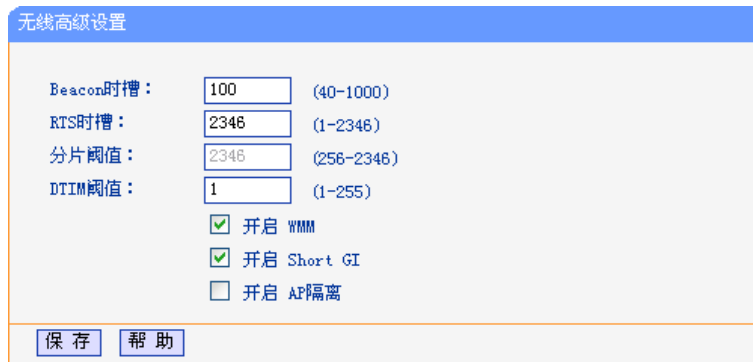 无线高级设置
Beacon时槽： 100 (40-1000)
RTS时槽： 2346 (1-2346)
分片阈值： 2346 (256-2346)
DTIM阈值： 1 (1-255)
开启 WMM
开启 Short GI
开启 AP隔离
保 存 帮 助